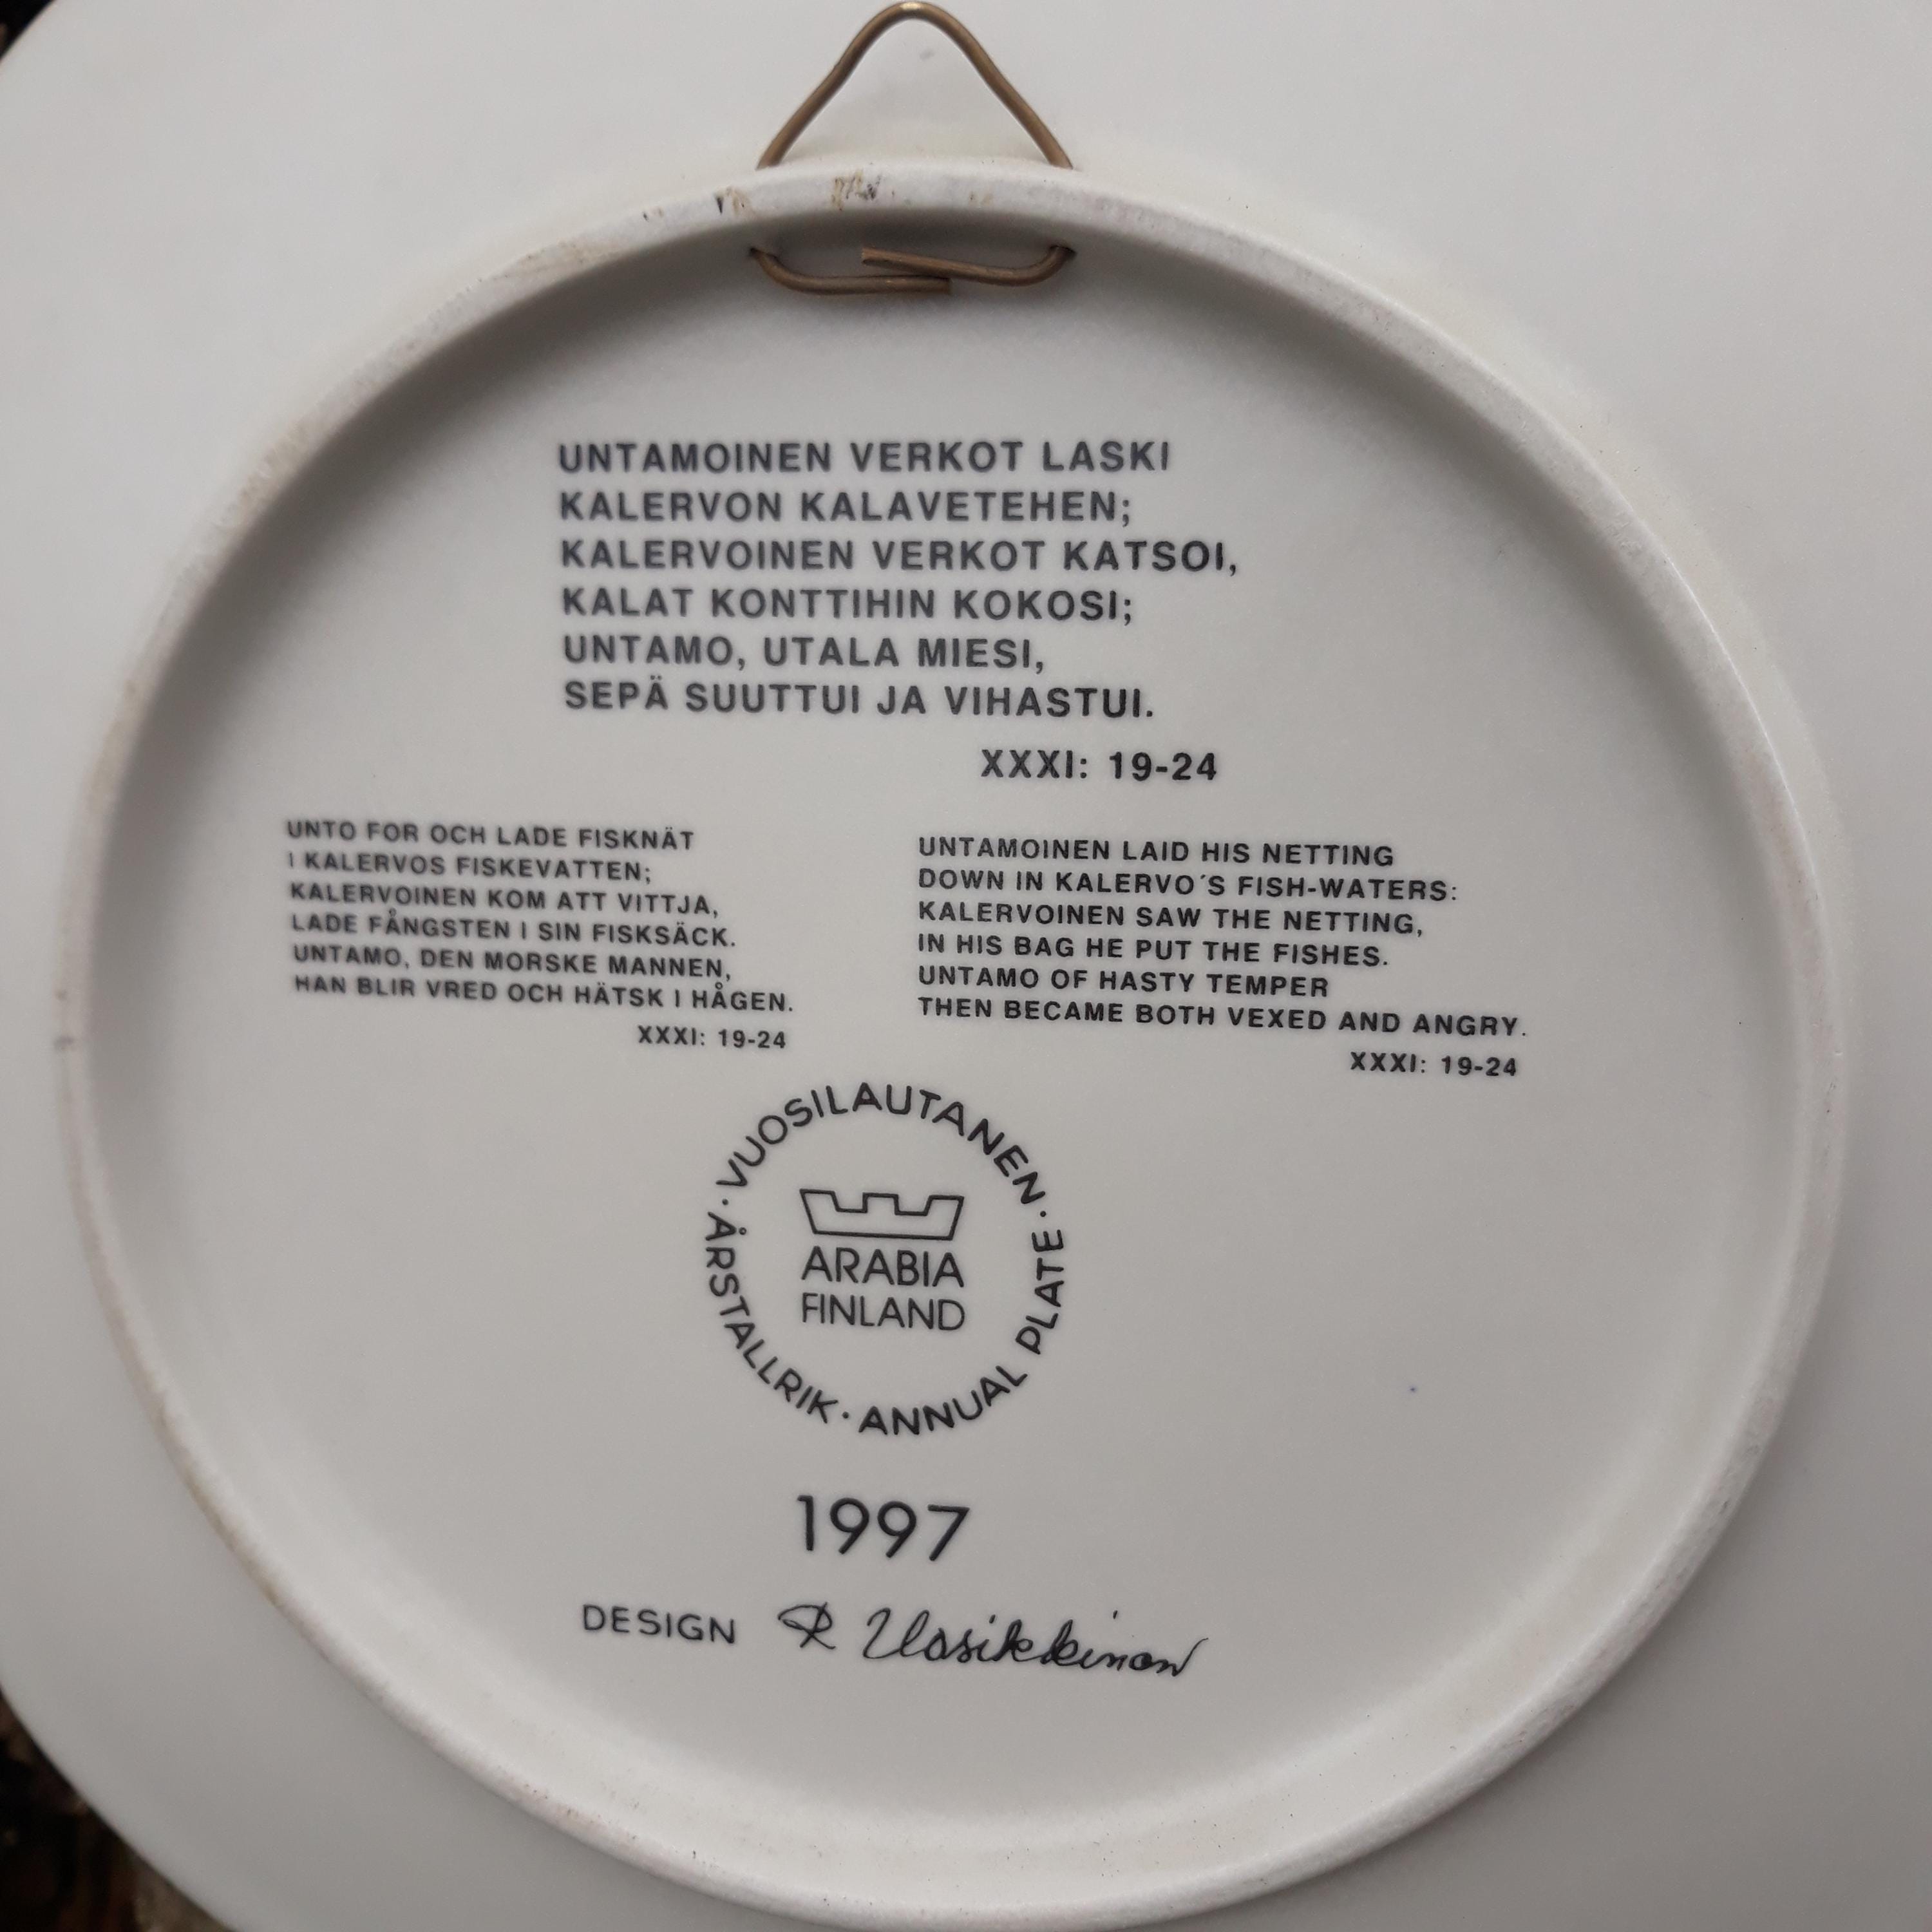 UNTAMOINEN VERKOT LASKI
KALERVON KALAVETEHEN;
KALERVOINEN VERKOT KATSOI,
KALAT KONTTIHIN KOKOSI;
UNTAMO, UTALA MIESI,
SEPÄ SUUTTUI JA VIHASTUI.
XXXI: 19-24
UNTO FOR OCH LADE FISKNÄT
I KALERVOS FISKEVATTEN;
KALERVOINEN KOM ATT VITTJA,
LADE FÅNGSTEN I SIN FISKSÄCK.
UNTAMO, DEN MORSKE MANNEN,
HAN BLIR VRED OCH HÄTSK I HÅGEN.
XXXI: 19-24
UNTAMOINEN LAID HIS NETTING
DOWN IN KALERVO´S FISH-WATERS:
KALERVOINEN SAW THE NETTING,
IN HIS BAG HE PUT THE FISHES.
UNTAMO OF HASTY TEMPER
THEN BECAME BOTH VEXED AND ANGRY.
XXXI: 19-24
· VUOSILAUTANEN · ANNUAL PLATE · ÅRSTALLRIK
ARABIA
FINLAND
1997
DESIGN R Uosikkinen